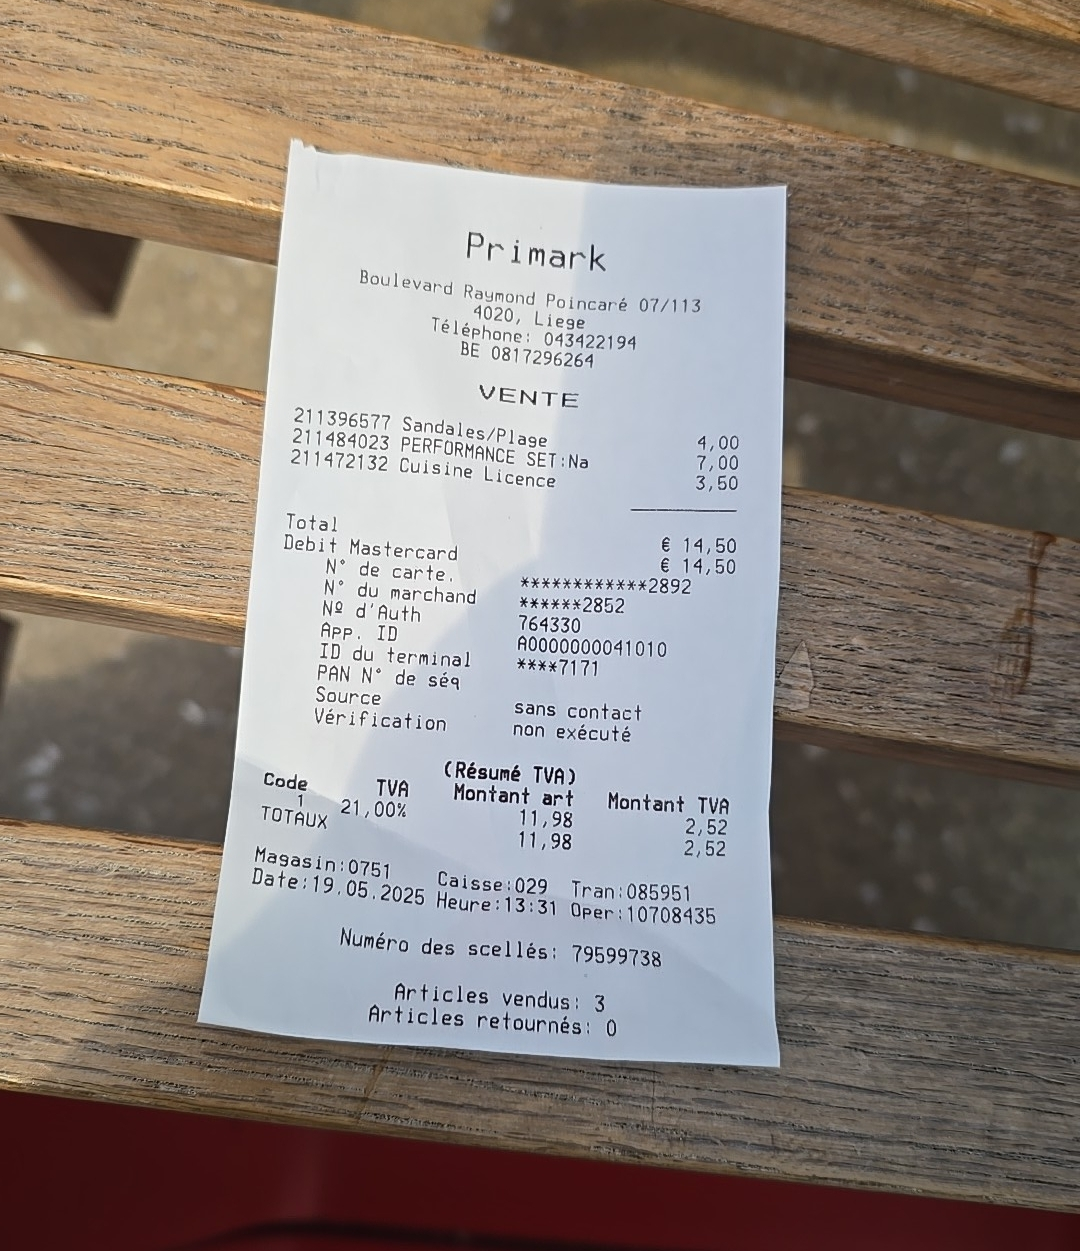 Primark
Boulevard Raymond Poincaré 07/113
4020, Liege
Téléphone: 043422194
BE 0817296264
VENTE
211396577 Sandales/Plage 4,00
211484023 PERFORMANCE SET:Na 7,00
211472132 Cuisine Licence 3,50
Total € 14,50
Debit Mastercard € 14,50
N° de carte. ************2892
N° du marchand ******2852
Nº d'Auth 764330
App. ID A0000000041010
ID du terminal ****7171
PAN N° de séq
Source sans contact
Vérification non exécuté
(Résumé TVA)
Code TVA Montant art Montant TVA
1 21,00% 11,98 2,52
TOTAUX 11,98 2,52
Magasin:0751 Caisse:029 Tran:085951
Date:19.05.2025 Heure:13:31 Oper:10708435
Numéro des scellés: 79599738
Articles vendus: 3
Articles retournés: 0